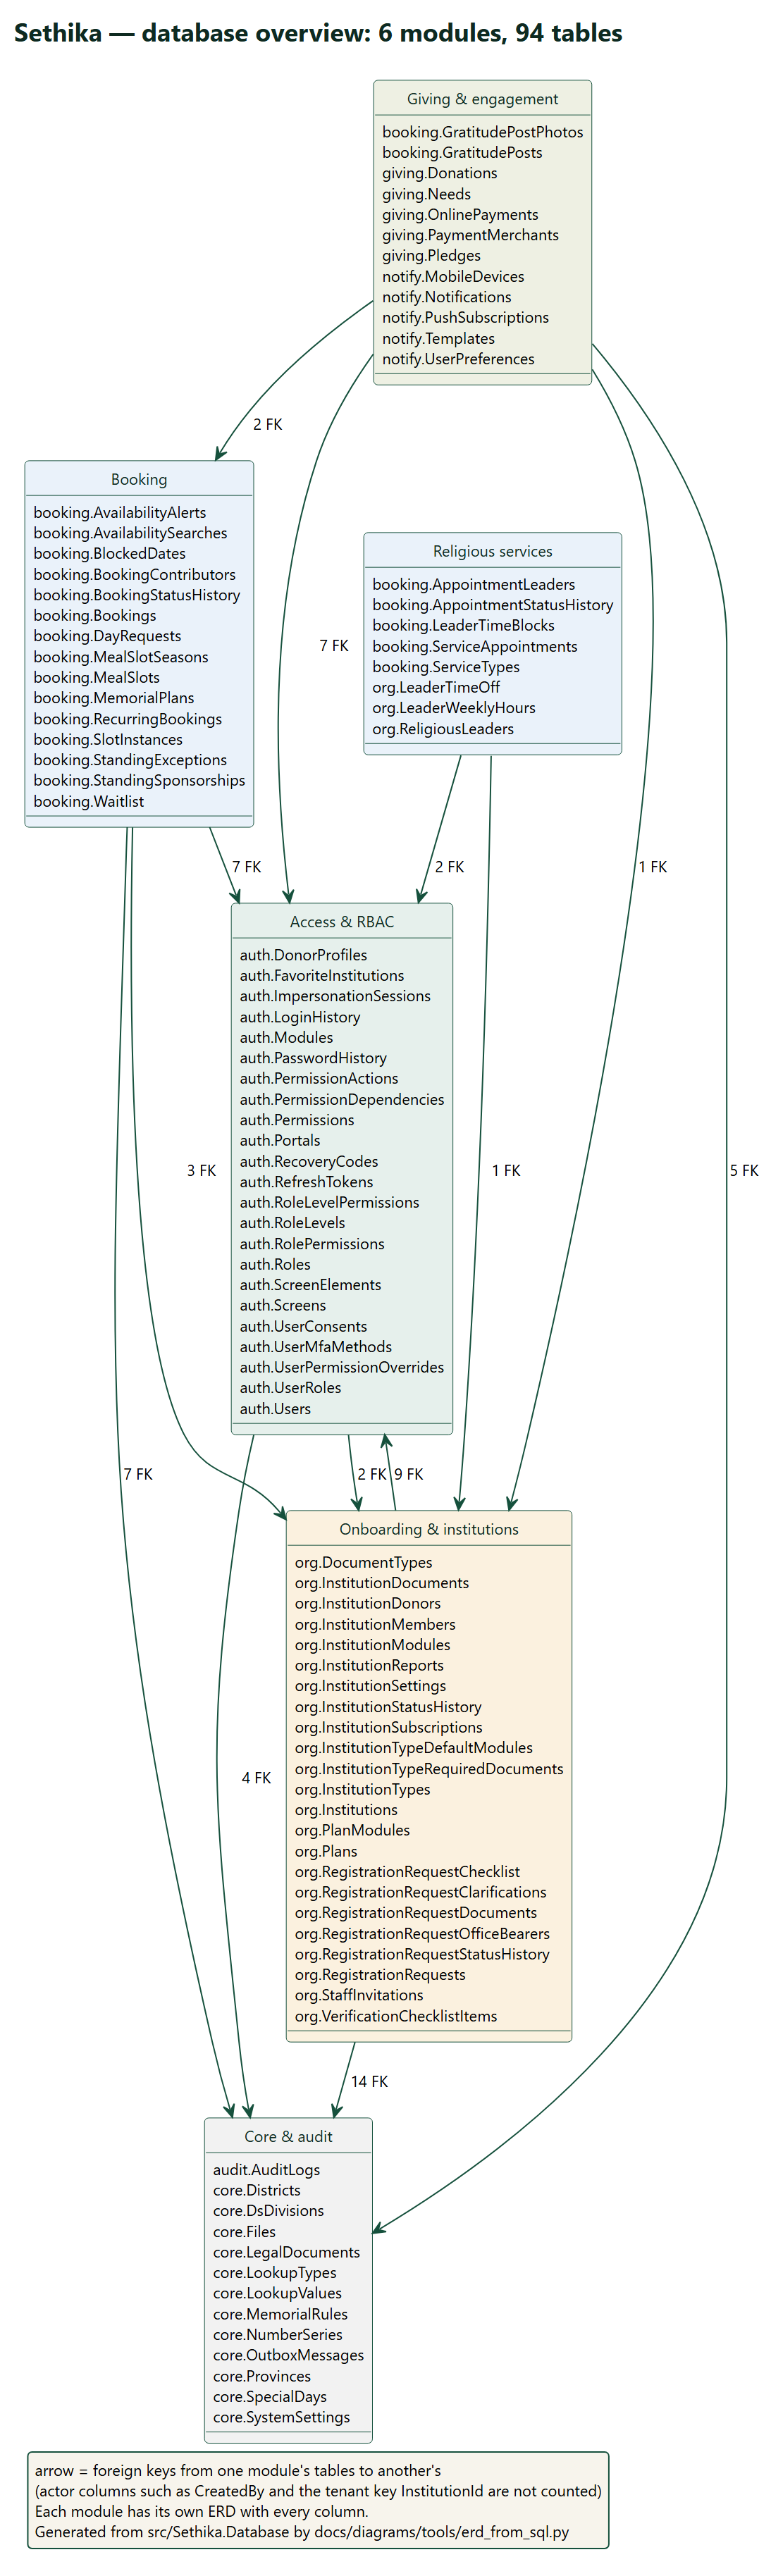 Sethika — database overview: 6 modules, 94 tables
Giving & engagement
booking.GratitudePostPhotos
booking.GratitudePosts
giving.Donations
giving.Needs
giving.OnlinePayments
giving.PaymentMerchants
giving.Pledges
notify.MobileDevices
notify.Notifications
notify.PushSubscriptions
notify.Templates
notify.UserPreferences
2 FK
Booking
booking.AvailabilityAlerts
booking.AvailabilitySearches
booking.BlockedDates
booking.BookingContributors
booking.BookingStatusHistory
booking.Bookings
booking.DayRequests
booking.MealSlotSeasons
booking.MealSlots
booking.MemorialPlans
booking.RecurringBookings
booking.SlotInstances
booking.StandingExceptions
booking.StandingSponsorships
booking.Waitlist
7 FK
Religious services
booking.AppointmentLeaders
booking.AppointmentStatusHistory
booking.LeaderTimeBlocks
booking.ServiceAppointments
booking.ServiceTypes
org.LeaderTimeOff
org.LeaderWeeklyHours
org.ReligiousLeaders
7 FK
2 FK
1 FK
Access & RBAC
auth.DonorProfiles
auth.FavoriteInstitutions
auth.ImpersonationSessions
auth.LoginHistory
auth.Modules
auth.PasswordHistory
auth.PermissionActions
auth.PermissionDependencies
auth.Permissions
auth.Portals
auth.RecoveryCodes
auth.RefreshTokens
auth.RoleLevelPermissions
auth.RoleLevels
auth.RolePermissions
auth.Roles
auth.ScreenElements
auth.Screens
auth.UserConsents
auth.UserMfaMethods
auth.UserPermissionOverrides
auth.UserRoles
auth.Users
3 FK
1 FK
5 FK
7 FK
2 FK
9 FK
Onboarding & institutions
org.DocumentTypes
org.InstitutionDocuments
org.InstitutionDonors
org.InstitutionMembers
org.InstitutionModules
org.InstitutionReports
org.InstitutionSettings
org.InstitutionStatusHistory
org.InstitutionSubscriptions
org.InstitutionTypeDefaultModules
org.InstitutionTypeRequiredDocuments
org.InstitutionTypes
org.Institutions
org.PlanModules
org.Plans
org.RegistrationRequestChecklist
org.RegistrationRequestClarifications
org.RegistrationRequestDocuments
org.RegistrationRequestOfficeBearers
org.RegistrationRequestStatusHistory
org.RegistrationRequests
org.StaffInvitations
org.VerificationChecklistItems
4 FK
14 FK
Core & audit
audit.AuditLogs
core.Districts
core.DsDivisions
core.Files
core.LegalDocuments
core.LookupTypes
core.LookupValues
core.MemorialRules
core.NumberSeries
core.OutboxMessages
core.Provinces
core.SpecialDays
core.SystemSettings
arrow = foreign keys from one module's tables to another's
(actor columns such as CreatedBy and the tenant key InstitutionId are not counted)
Each module has its own ERD with every column.
Generated from src/Sethika.Database by docs/diagrams/tools/erd_from_sql.py